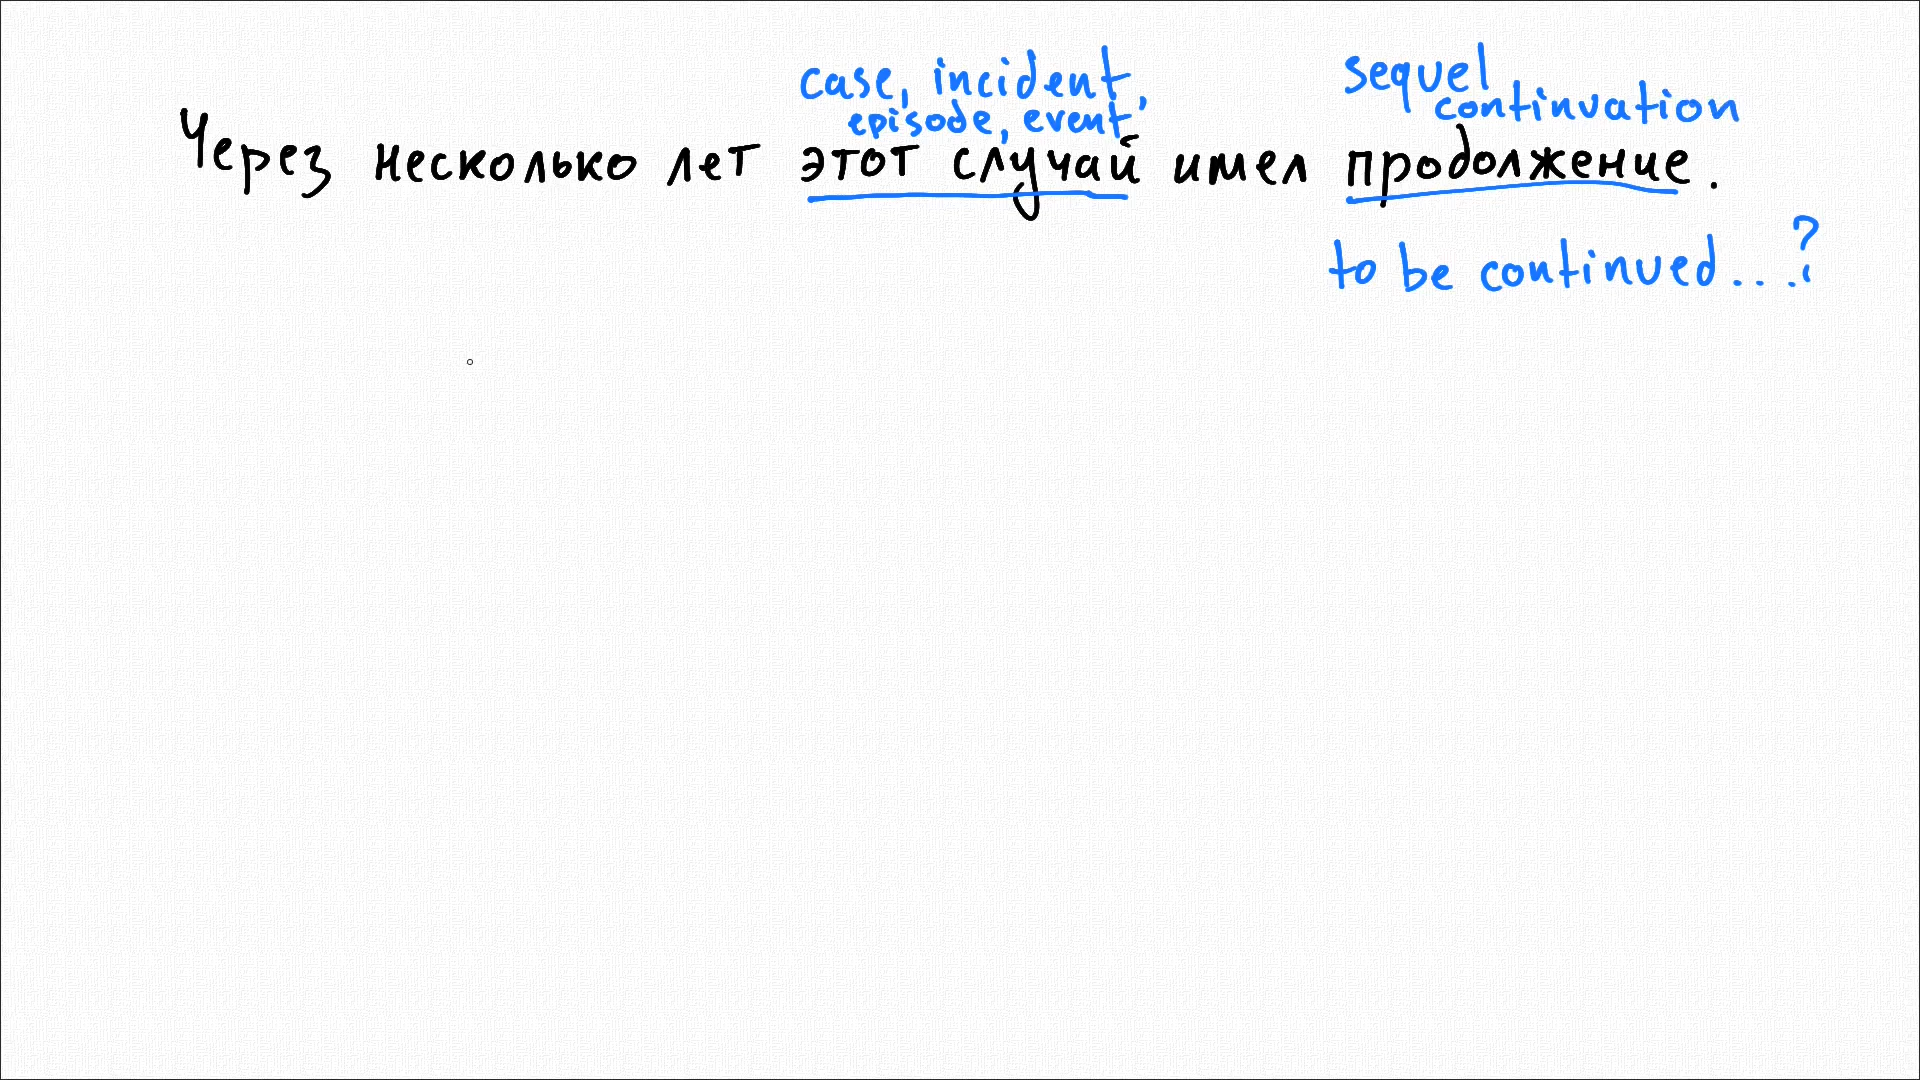 case, incident,
episode, event
sequel
continuation
Через несколько лет этот случай имел продолжение.
to be continued...?